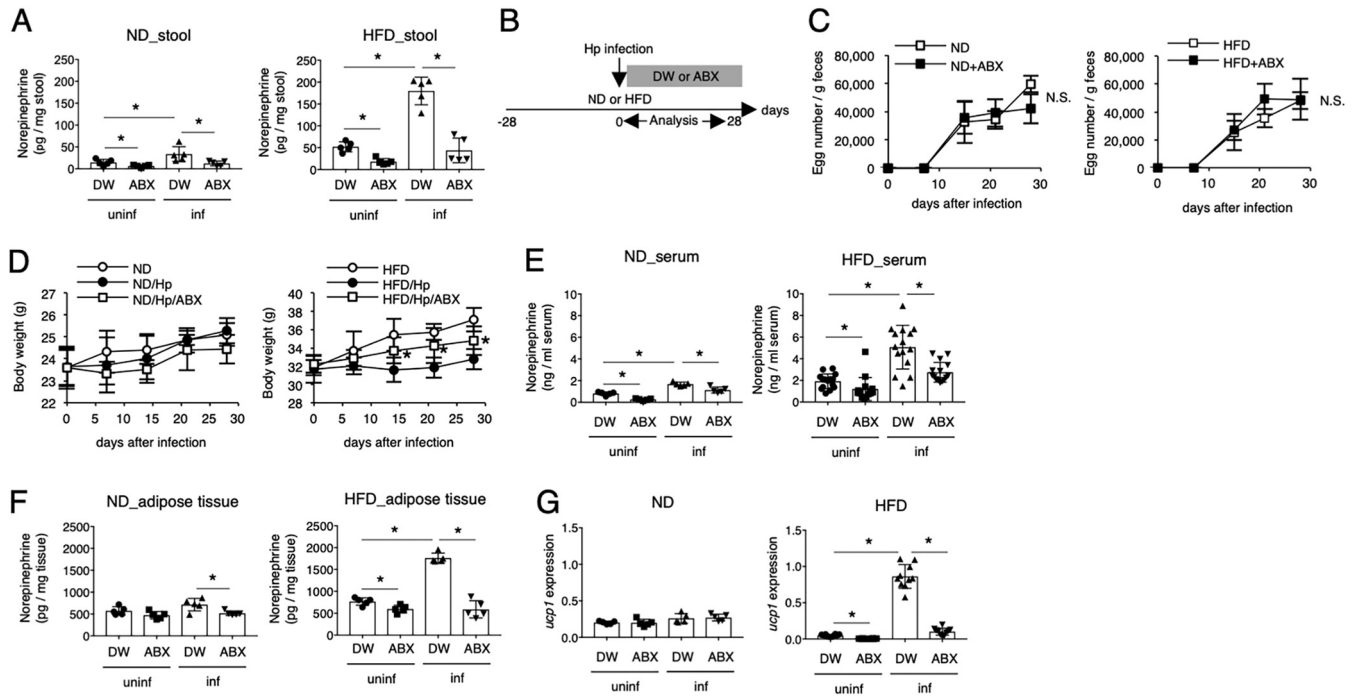 A
ND_stool
Norepinephrine
(pg / mg stool)
250
200
150
100
50
0
*
*
*
DW
ABX
DW
ABX
uninf
inf
HFD_stool
Norepinephrine
(pg / mg stool)
250
200
150
100
50
0
*
*
*
DW
ABX
DW
ABX
uninf
inf
B
Hp infection
DW or ABX
ND or HFD
days
-28
0
Analysis
28
C
ND
ND+ABX
Egg number / g feces
80,000
60,000
40,000
20,000
0
N.S.
0
10
20
30
days after infection
HFD
HFD+ABX
Egg number / g feces
80,000
60,000
40,000
20,000
0
N.S.
0
10
20
30
days after infection
D
ND
ND/Hp
ND/Hp/ABX
Body weight (g)
27
26
25
24
23
22
0
5
10
15
20
25
30
days after infection
HFD
HFD/Hp
HFD/Hp/ABX
Body weight (g)
40
38
36
34
32
30
28
*
*
*
0
5
10
15
20
25
30
days after infection
E
ND_serum
Norepinephrine
(ng / ml serum)
10
8
6
4
2
0
*
*
*
DW
ABX
DW
ABX
uninf
inf
HFD_serum
Norepinephrine
(ng / ml serum)
10
8
6
4
2
0
*
*
*
DW
ABX
DW
ABX
uninf
inf
F
ND_adipose tissue
Norepinephrine
(pg / mg tissue)
2500
2000
1500
1000
500
0
*
DW
ABX
DW
ABX
uninf
inf
HFD_adipose tissue
Norepinephrine
(pg / mg tissue)
2500
2000
1500
1000
500
0
*
*
*
DW
ABX
DW
ABX
uninf
inf
G
ND
ucp1 expression
1.5
1.0
0.5
0.0
DW
ABX
DW
ABX
uninf
inf
HFD
ucp1 expression
1.5
1.0
0.5
0.0
*
*
*
DW
ABX
DW
ABX
uninf
inf